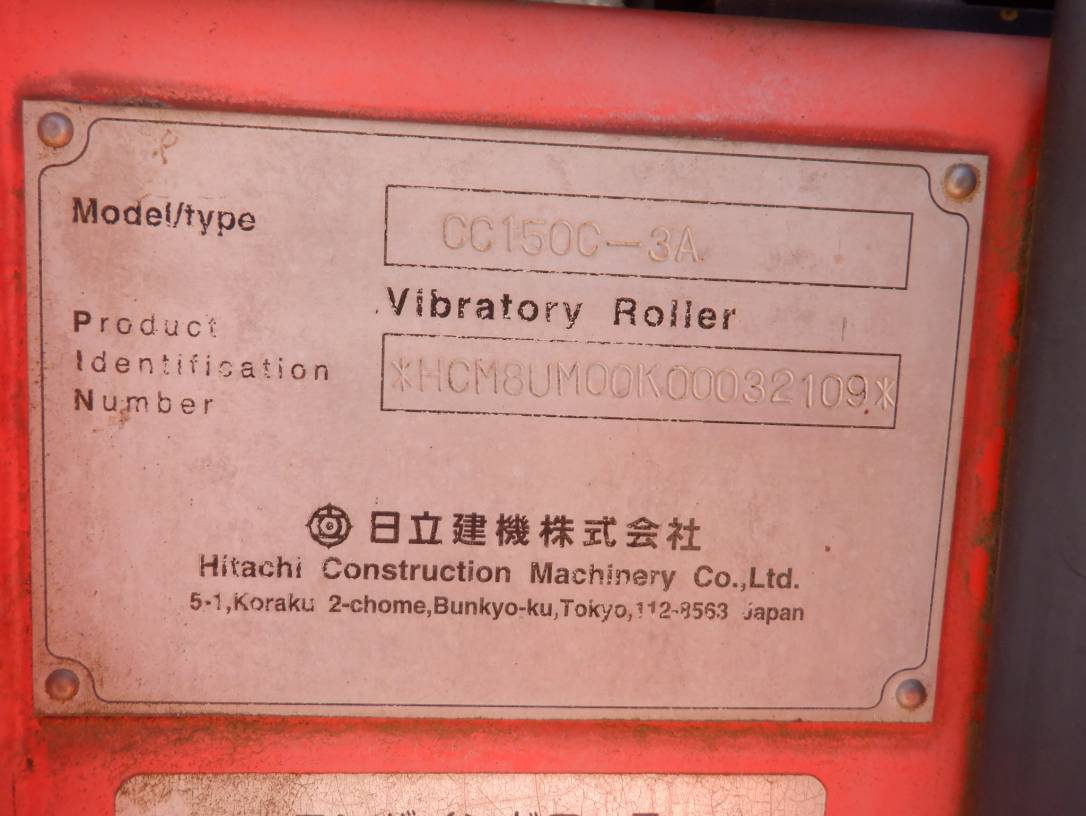 Model/type CC150C-3A
Vibratory Roller
Product
Identification
Number
*HCM8UM00K00032109*
日立建機株式会社
Hitachi Construction Machinery Co.,Ltd.
5-1,Koraku 2-chome,Bunkyo-ku,Tokyo,112-8563 Japan